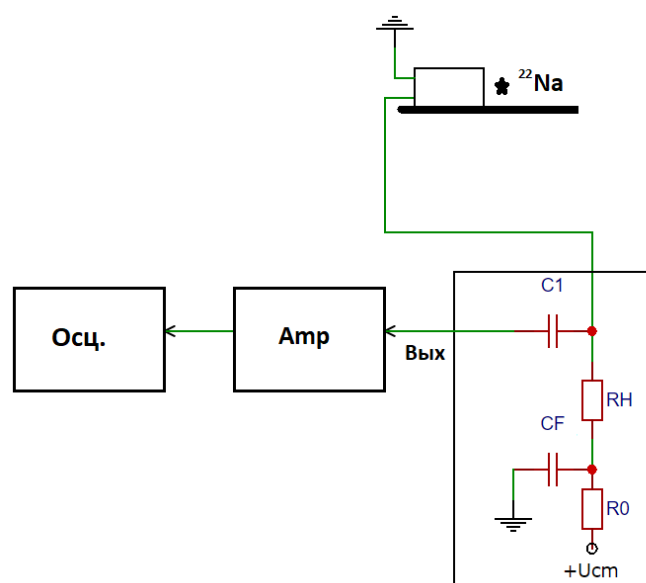 ²²Na
C1
Осц.
Amp
Вых
RH
CF
R0
+Ucm